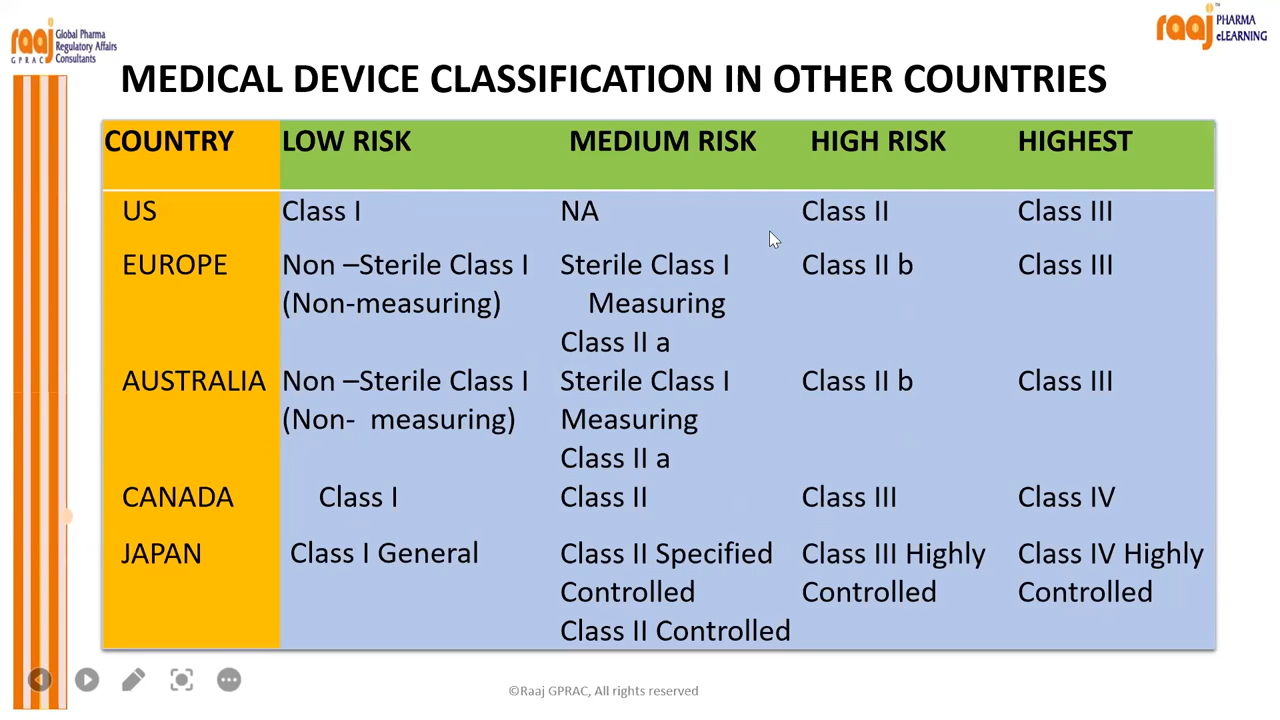 raaj Global Pharma
Regulatory Affairs
Consultants
GPRAC
raaj PHARMA
eLEARNING
™
MEDICAL DEVICE CLASSIFICATION IN OTHER COUNTRIES
COUNTRY LOW RISK MEDIUM RISK HIGH RISK HIGHEST
US Class I NA Class II Class III
EUROPE Non –Sterile Class I Sterile Class I Class II b Class III
(Non-measuring) Measuring
Class II a
AUSTRALIA Non –Sterile Class I Sterile Class I Class II b Class III
(Non- measuring) Measuring
Class II a
CANADA Class I Class II Class III Class IV
JAPAN Class I General Class II Specified Class III Highly Class IV Highly
Controlled Controlled Controlled
Class II Controlled
©Raaj GPRAC, All rights reserved